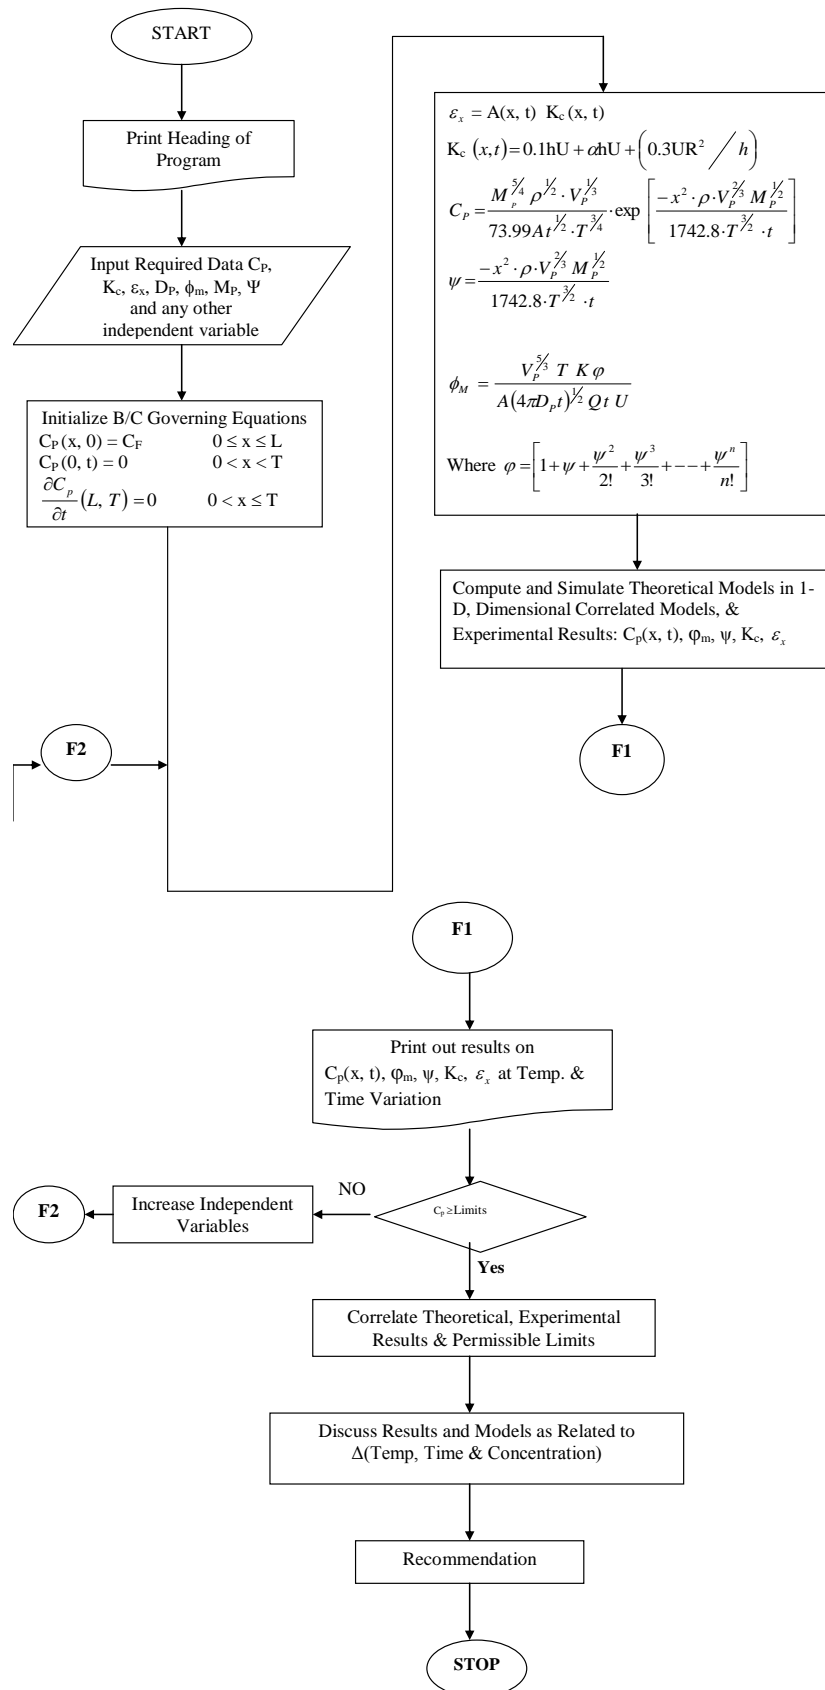 START
Print Heading of
Program
Input Required Data C_P,
K_c, ε_x, D_P, ϕ_m, M_P, Ψ
and any other
independent variable
Initialize B/C Governing Equations
C_P (x, 0) = C_F 0 ≤ x ≤ L
C_P (0, t) = 0 0 < x < T
∂C_p/∂t (L, T) = 0 0 < x ≤ T
F2
ε_x = A(x, t) K_c (x, t)
K_c (x,t) = 0.1hU + αhU + (0.3UR^2 / h)
C_P = (M_P^{5/4} ρ^{1/2} · V_P^{1/3}) / (73.99 A t^{1/2} · T^{3/4}) · exp [(-x^2 · ρ · V_P^{2/3} M_P^{1/2}) / (1742.8 · T^{3/2} · t)]
ψ = (-x^2 · ρ · V_P^{2/3} M_P^{1/2}) / (1742.8 · T^{3/2} · t)
ϕ_M = (V_P^{5/3} T K φ) / (A(4πD_P t)^{1/2} Q t U)
Where φ = [1 + ψ + ψ^2/2! + ψ^3/3! + - - + ψ^n/n!]
Compute and Simulate Theoretical Models in 1-
D, Dimensional Correlated Models, &
Experimental Results: C_p(x, t), φ_m, ψ, K_c, ε_x
F1
F1
Print out results on
C_p(x, t), φ_m, ψ, K_c, ε_x at Temp. &
Time Variation
C_p ≥Limits
NO
Increase Independent
Variables
F2
Yes
Correlate Theoretical, Experimental
Results & Permissible Limits
Discuss Results and Models as Related to
Δ(Temp, Time & Concentration)
Recommendation
STOP